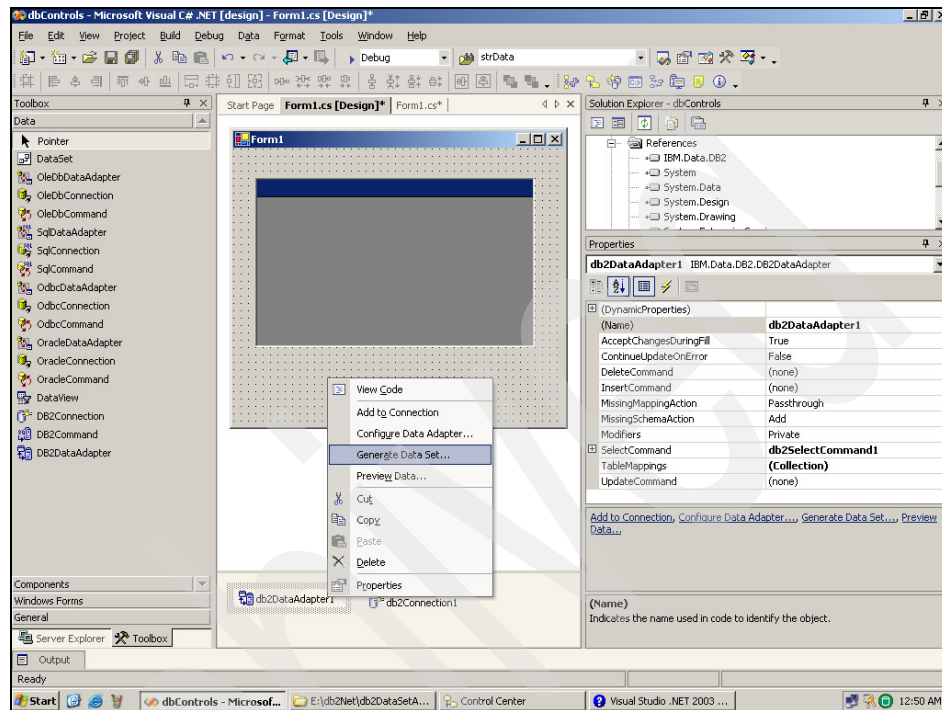 dbControls - Microsoft Visual C# .NET [design] - Form1.cs [Design]*
File Edit View Project Build Debug Data Format Tools Window Help
Debug strData
Toolbox
Data
Pointer
DataSet
OleDbDataAdapter
OleDbConnection
OleDbCommand
SqlDataAdapter
SqlConnection
SqlCommand
OdbcDataAdapter
OdbcConnection
OdbcCommand
OracleDataAdapter
OracleConnection
OracleCommand
DataView
DB2Connection
DB2Command
DB2DataAdapter
Components
Windows Forms
General
Server Explorer Toolbox
Start Page Form1.cs [Design]* Form1.cs*
Form1
View Code
Add to Connection
Configure Data Adapter...
Generate Data Set...
Preview Data...
Cut
Copy
Paste
Delete
Properties
db2DataAdapter1 db2Connection1
Solution Explorer - dbControls
References
IBM.Data.DB2
System
System.Data
System.Design
System.Drawing
Properties
db2DataAdapter1 IBM.Data.DB2.DB2DataAdapter
(DynamicProperties)
(Name) db2DataAdapter1
AcceptChangesDuringFill True
ContinueUpdateOnError False
DeleteCommand (none)
InsertCommand (none)
MissingMappingAction Passthrough
MissingSchemaAction Add
Modifiers Private
SelectCommand db2SelectCommand1
TableMappings (Collection)
UpdateCommand (none)
Add to Connection, Configure Data Adapter..., Generate Data Set..., Preview
Data...
(Name)
Indicates the name used in code to identify the object.
Output
Ready
Start dbControls - Microsof... E:\db2Net\db2DataSetA... Control Center Visual Studio .NET 2003 ... 12:50 AM